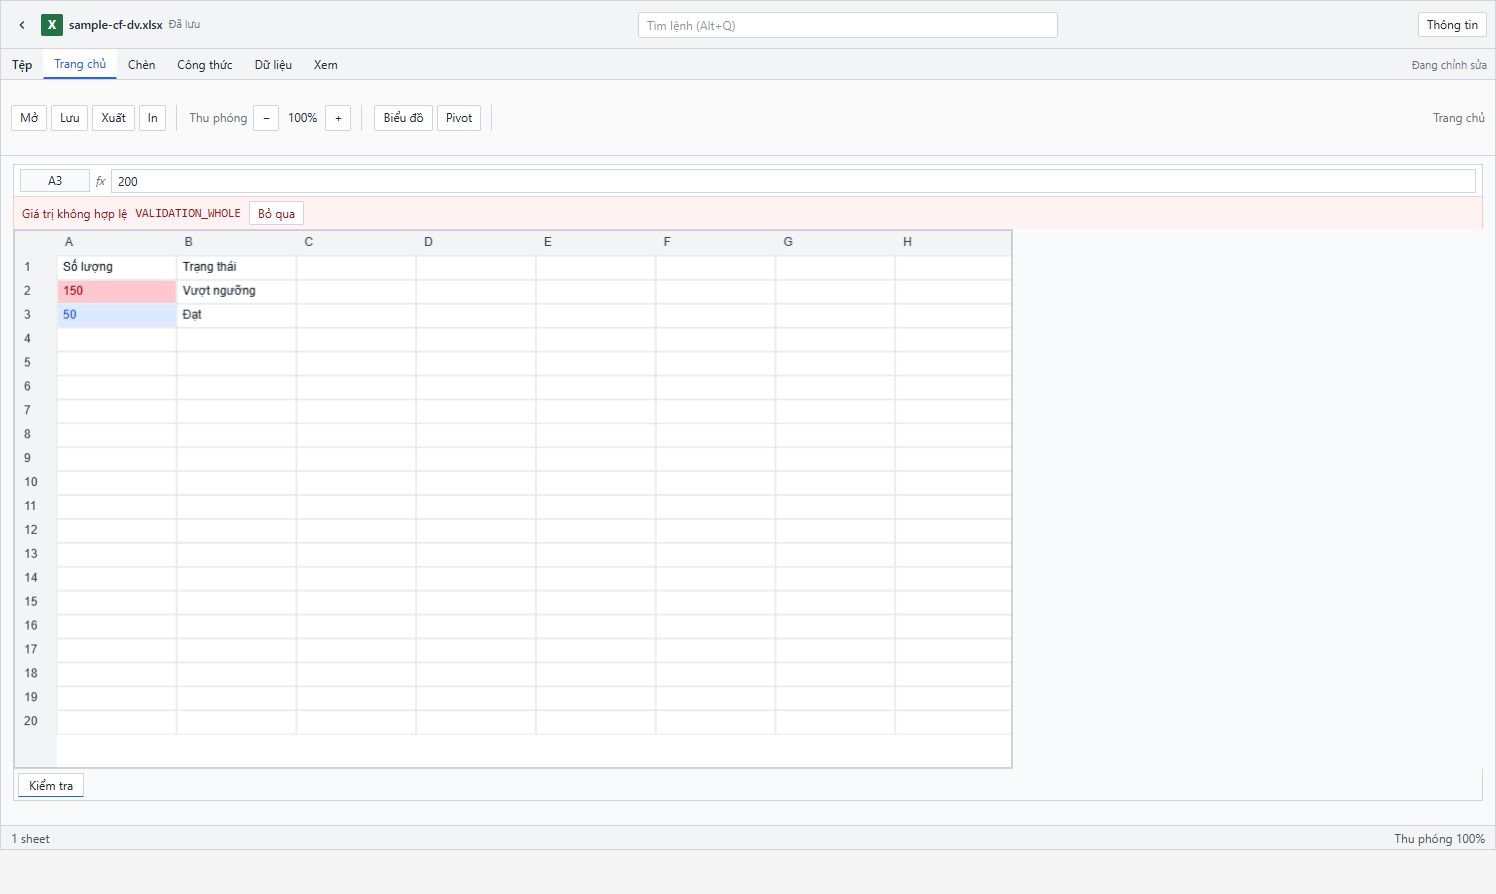 X sample-cf-dv.xlsx Đã lưu Tìm lệnh (Alt+Q) Thông tin
Tệp Trang chủ Chèn Công thức Dữ liệu Xem Đang chỉnh sửa
Mở Lưu Xuất In Thu phóng − 100% + Biểu đồ Pivot Trang chủ
A3 fx 200
Giá trị không hợp lệ VALIDATION_WHOLE Bỏ qua
A B C D E F G H
1 Số lượng Trạng thái
2 150 Vượt ngưỡng
3 50 Đạt
4
5
6
7
8
9
10
11
12
13
14
15
16
17
18
19
20
Kiểm tra
1 sheet Thu phóng 100%